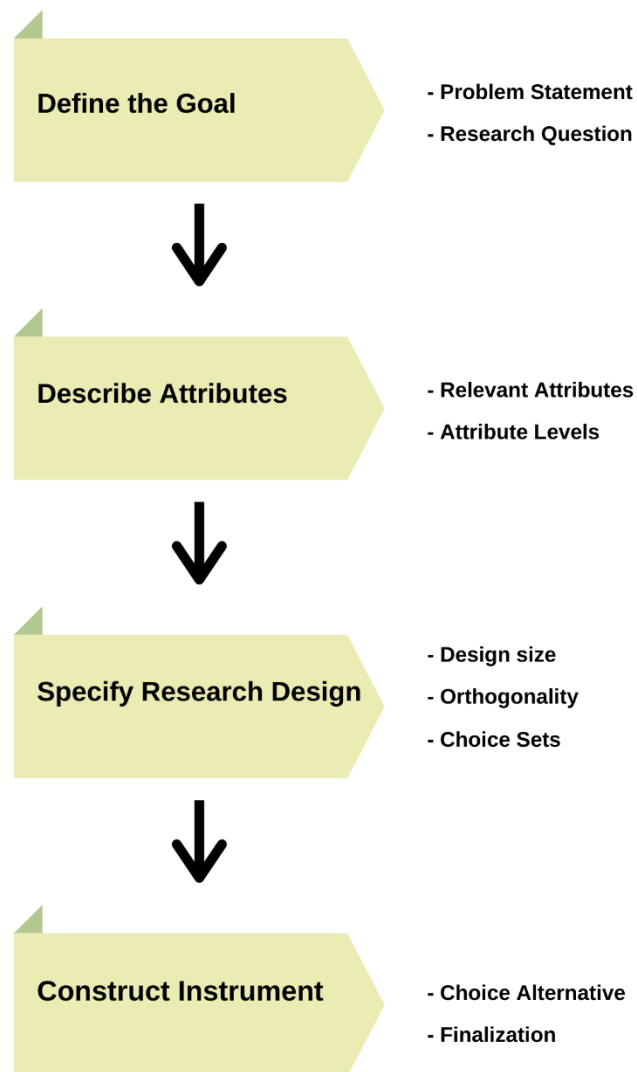 Define the Goal
- Problem Statement
- Research Question
Describe Attributes
- Relevant Attributes
- Attribute Levels
Specify Research Design
- Design size
- Orthogonality
- Choice Sets
Construct Instrument
- Choice Alternative
- Finalization